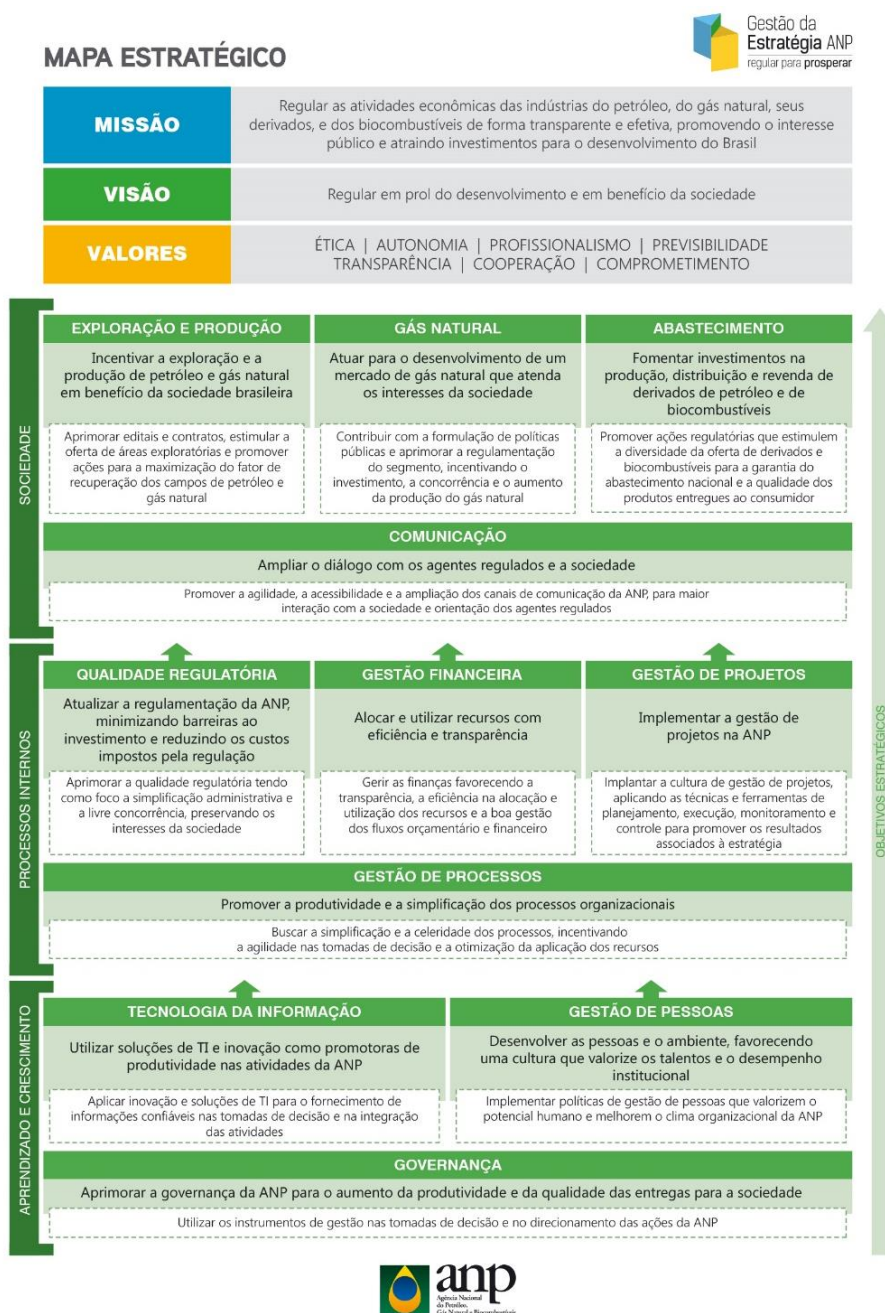 Gestão da
Estratégia ANP
regular para prosperar
MAPA ESTRATÉGICO
MISSÃO
Regular as atividades econômicas das indústrias do petróleo, do gás natural, seus
derivados, e dos biocombustíveis de forma transparente e efetiva, promovendo o interesse
público e atraindo investimentos para o desenvolvimento do Brasil
VISÃO
Regular em prol do desenvolvimento e em benefício da sociedade
VALORES
ÉTICA | AUTONOMIA | PROFISSIONALISMO | PREVISIBILIDADE
TRANSPARÊNCIA | COOPERAÇÃO | COMPROMETIMENTO
OBJETIVOS ESTRATÉGICOS
SOCIEDADE
EXPLORAÇÃO E PRODUÇÃO
Incentivar a exploração e a
produção de petróleo e gás natural
em benefício da sociedade brasileira
Aprimorar editais e contratos, estimular a
oferta de áreas exploratórias e promover
ações para a maximização do fator de
recuperação dos campos de petróleo e
gás natural
GÁS NATURAL
Atuar para o desenvolvimento de um
mercado de gás natural que atenda
os interesses da sociedade
Contribuir com a formulação de políticas
públicas e aprimorar a regulamentação
do segmento, incentivando o
investimento, a concorrência e o aumento
da produção do gás natural
ABASTECIMENTO
Fomentar investimentos na
produção, distribuição e revenda de
derivados de petróleo e de
biocombustíveis
Promover ações regulatórias que estimulem
a diversidade da oferta de derivados
e biocombustíveis para a garantia do
abastecimento nacional e a qualidade dos
produtos entregues ao consumidor
COMUNICAÇÃO
Ampliar o diálogo com os agentes regulados e a sociedade
Promover a agilidade, a acessibilidade e a ampliação dos canais de comunicação da ANP, para maior
interação com a sociedade e orientação dos agentes regulados
PROCESSOS INTERNOS
QUALIDADE REGULATÓRIA
Atualizar a regulamentação da ANP,
minimizando barreiras ao
investimento e reduzindo os custos
impostos pela regulação
Aprimorar a qualidade regulatória tendo
como foco a simplificação administrativa e
a livre concorrência, preservando os
interesses da sociedade
GESTÃO FINANCEIRA
Alocar e utilizar recursos com
eficiência e transparência
Gerir as finanças favorecendo a
transparência, a eficiência na alocação e
utilização dos recursos e a boa gestão
dos fluxos orçamentário e financeiro
GESTÃO DE PROJETOS
Implementar a gestão de
projetos na ANP
Implantar a cultura de gestão de projetos,
aplicando as técnicas e ferramentas de
planejamento, execução, monitoramento e
controle para promover os resultados
associados à estratégia
GESTÃO DE PROCESSOS
Promover a produtividade e a simplificação dos processos organizacionais
Buscar a simplificação e a celeridade dos processos, incentivando
a agilidade nas tomadas de decisão e a otimização da aplicação dos recursos
APRENDIZADO E CRESCIMENTO
TECNOLOGIA DA INFORMAÇÃO
Utilizar soluções de TI e inovação como promotoras de
produtividade nas atividades da ANP
Aplicar inovação e soluções de TI para o fornecimento de
informações confiáveis nas tomadas de decisão e na integração
das atividades
GESTÃO DE PESSOAS
Desenvolver as pessoas e o ambiente, favorecendo
uma cultura que valorize os talentos e o desempenho
institucional
Implementar políticas de gestão de pessoas que valorizem o
potencial humano e melhorem o clima organizacional da ANP
GOVERNANÇA
Aprimorar a governança da ANP para o aumento da produtividade e da qualidade das entregas para a sociedade
Utilizar os instrumentos de gestão nas tomadas de decisão e no direcionamento das ações da ANP
anp
Agência Nacional
do Petróleo,
Gás Natural e Biocombustíveis